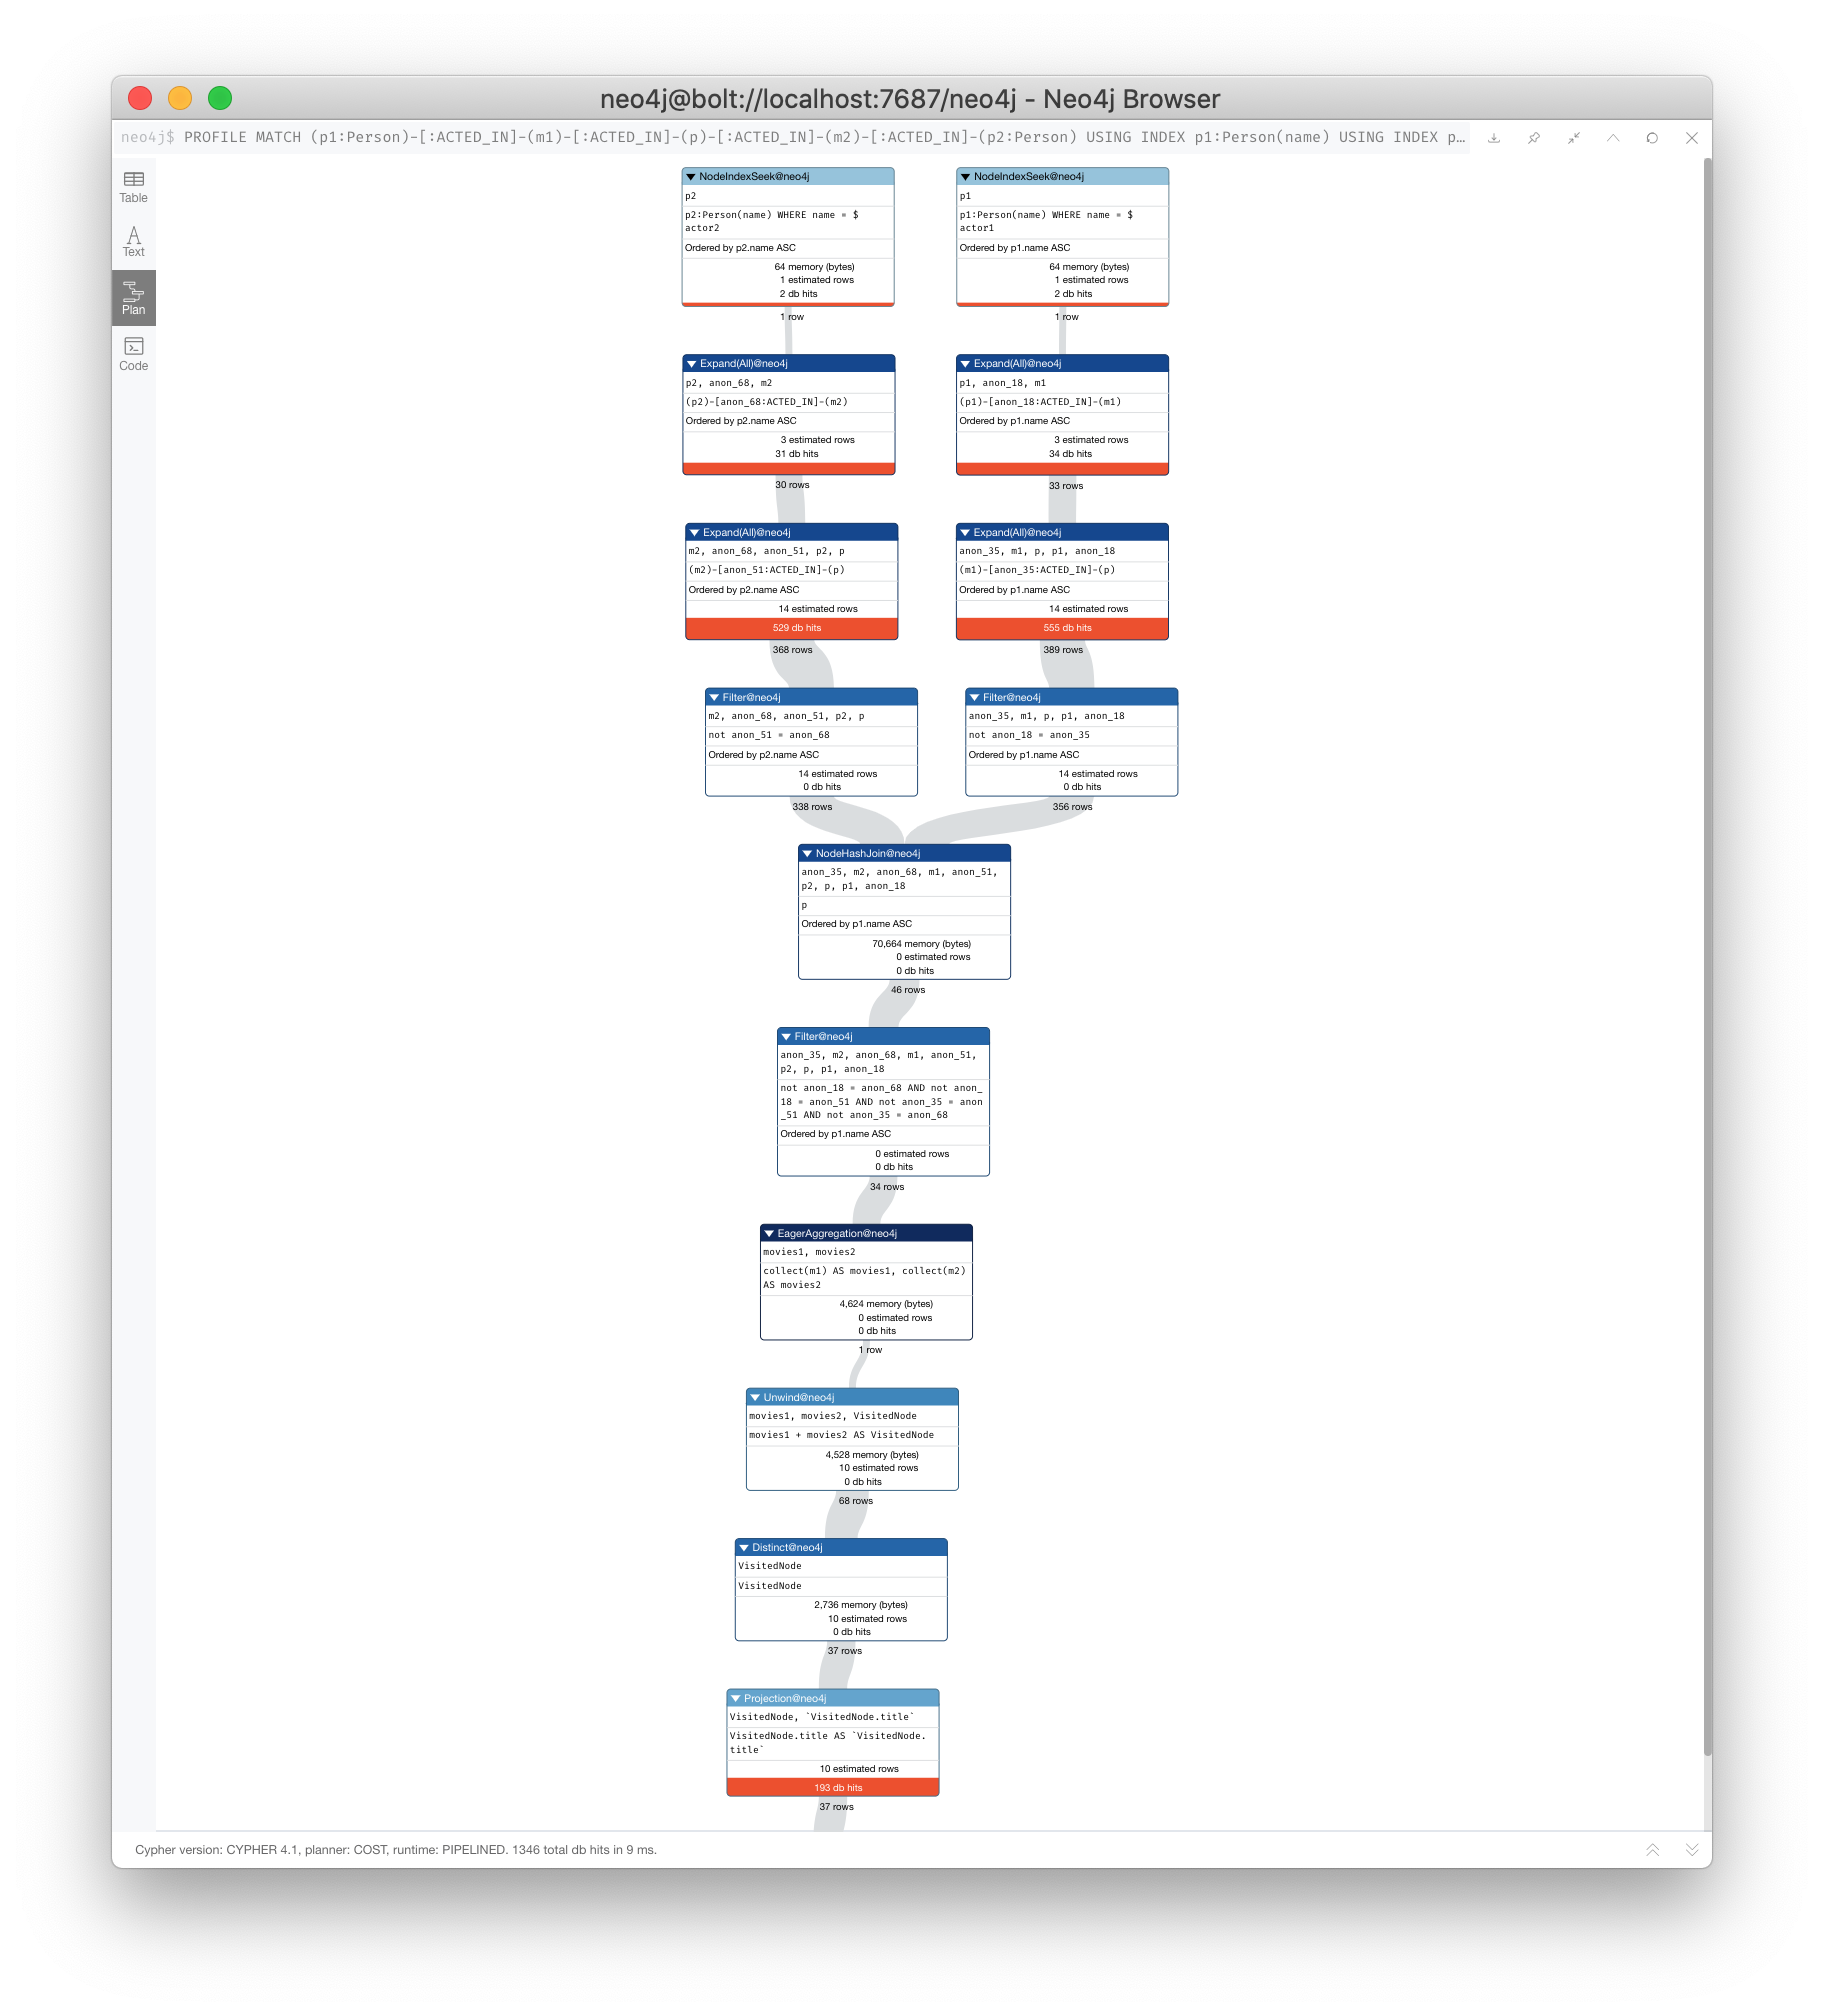 neo4j@bolt://localhost:7687/neo4j - Neo4j Browser
neo4j$ PROFILE MATCH (p1:Person)-[:ACTED_IN]-(m1)-[:ACTED_IN]-(p)-[:ACTED_IN]-(m2)-[:ACTED_IN]-(p2:Person) USING INDEX p1:Person(name) USING INDEX p…
Table
Text
Plan
Code
NodeIndexSeek@neo4j
p2
p2:Person(name) WHERE name = $
actor2
Ordered by p2.name ASC
64 memory (bytes)
1 estimated rows
2 db hits
1 row
NodeIndexSeek@neo4j
p1
p1:Person(name) WHERE name = $
actor1
Ordered by p1.name ASC
64 memory (bytes)
1 estimated rows
2 db hits
1 row
Expand(All)@neo4j
p2, anon_68, m2
(p2)-[anon_68:ACTED_IN]-(m2)
Ordered by p2.name ASC
3 estimated rows
31 db hits
30 rows
Expand(All)@neo4j
p1, anon_18, m1
(p1)-[anon_18:ACTED_IN]-(m1)
Ordered by p1.name ASC
3 estimated rows
34 db hits
33 rows
Expand(All)@neo4j
m2, anon_68, anon_51, p2, p
(m2)-[anon_51:ACTED_IN]-(p)
Ordered by p2.name ASC
14 estimated rows
529 db hits
368 rows
Expand(All)@neo4j
anon_35, m1, p, p1, anon_18
(m1)-[anon_35:ACTED_IN]-(p)
Ordered by p1.name ASC
14 estimated rows
555 db hits
389 rows
Filter@neo4j
m2, anon_68, anon_51, p2, p
not anon_51 = anon_68
Ordered by p2.name ASC
14 estimated rows
0 db hits
338 rows
Filter@neo4j
anon_35, m1, p, p1, anon_18
not anon_18 = anon_35
Ordered by p1.name ASC
14 estimated rows
0 db hits
356 rows
NodeHashJoin@neo4j
anon_35, m2, anon_68, m1, anon_51,
p2, p, p1, anon_18
p
Ordered by p1.name ASC
70,664 memory (bytes)
0 estimated rows
0 db hits
46 rows
Filter@neo4j
anon_35, m2, anon_68, m1, anon_51,
p2, p, p1, anon_18
not anon_18 = anon_68 AND not anon_
18 = anon_51 AND not anon_35 = anon
_51 AND not anon_35 = anon_68
Ordered by p1.name ASC
0 estimated rows
0 db hits
34 rows
EagerAggregation@neo4j
movies1, movies2
collect(m1) AS movies1, collect(m2)
AS movies2
4,624 memory (bytes)
0 estimated rows
0 db hits
1 row
Unwind@neo4j
movies1, movies2, VisitedNode
movies1 + movies2 AS VisitedNode
4,528 memory (bytes)
10 estimated rows
0 db hits
68 rows
Distinct@neo4j
VisitedNode
VisitedNode
2,736 memory (bytes)
10 estimated rows
0 db hits
37 rows
Projection@neo4j
VisitedNode, `VisitedNode.title`
VisitedNode.title AS `VisitedNode.
title`
10 estimated rows
193 db hits
37 rows
Cypher version: CYPHER 4.1, planner: COST, runtime: PIPELINED. 1346 total db hits in 9 ms.